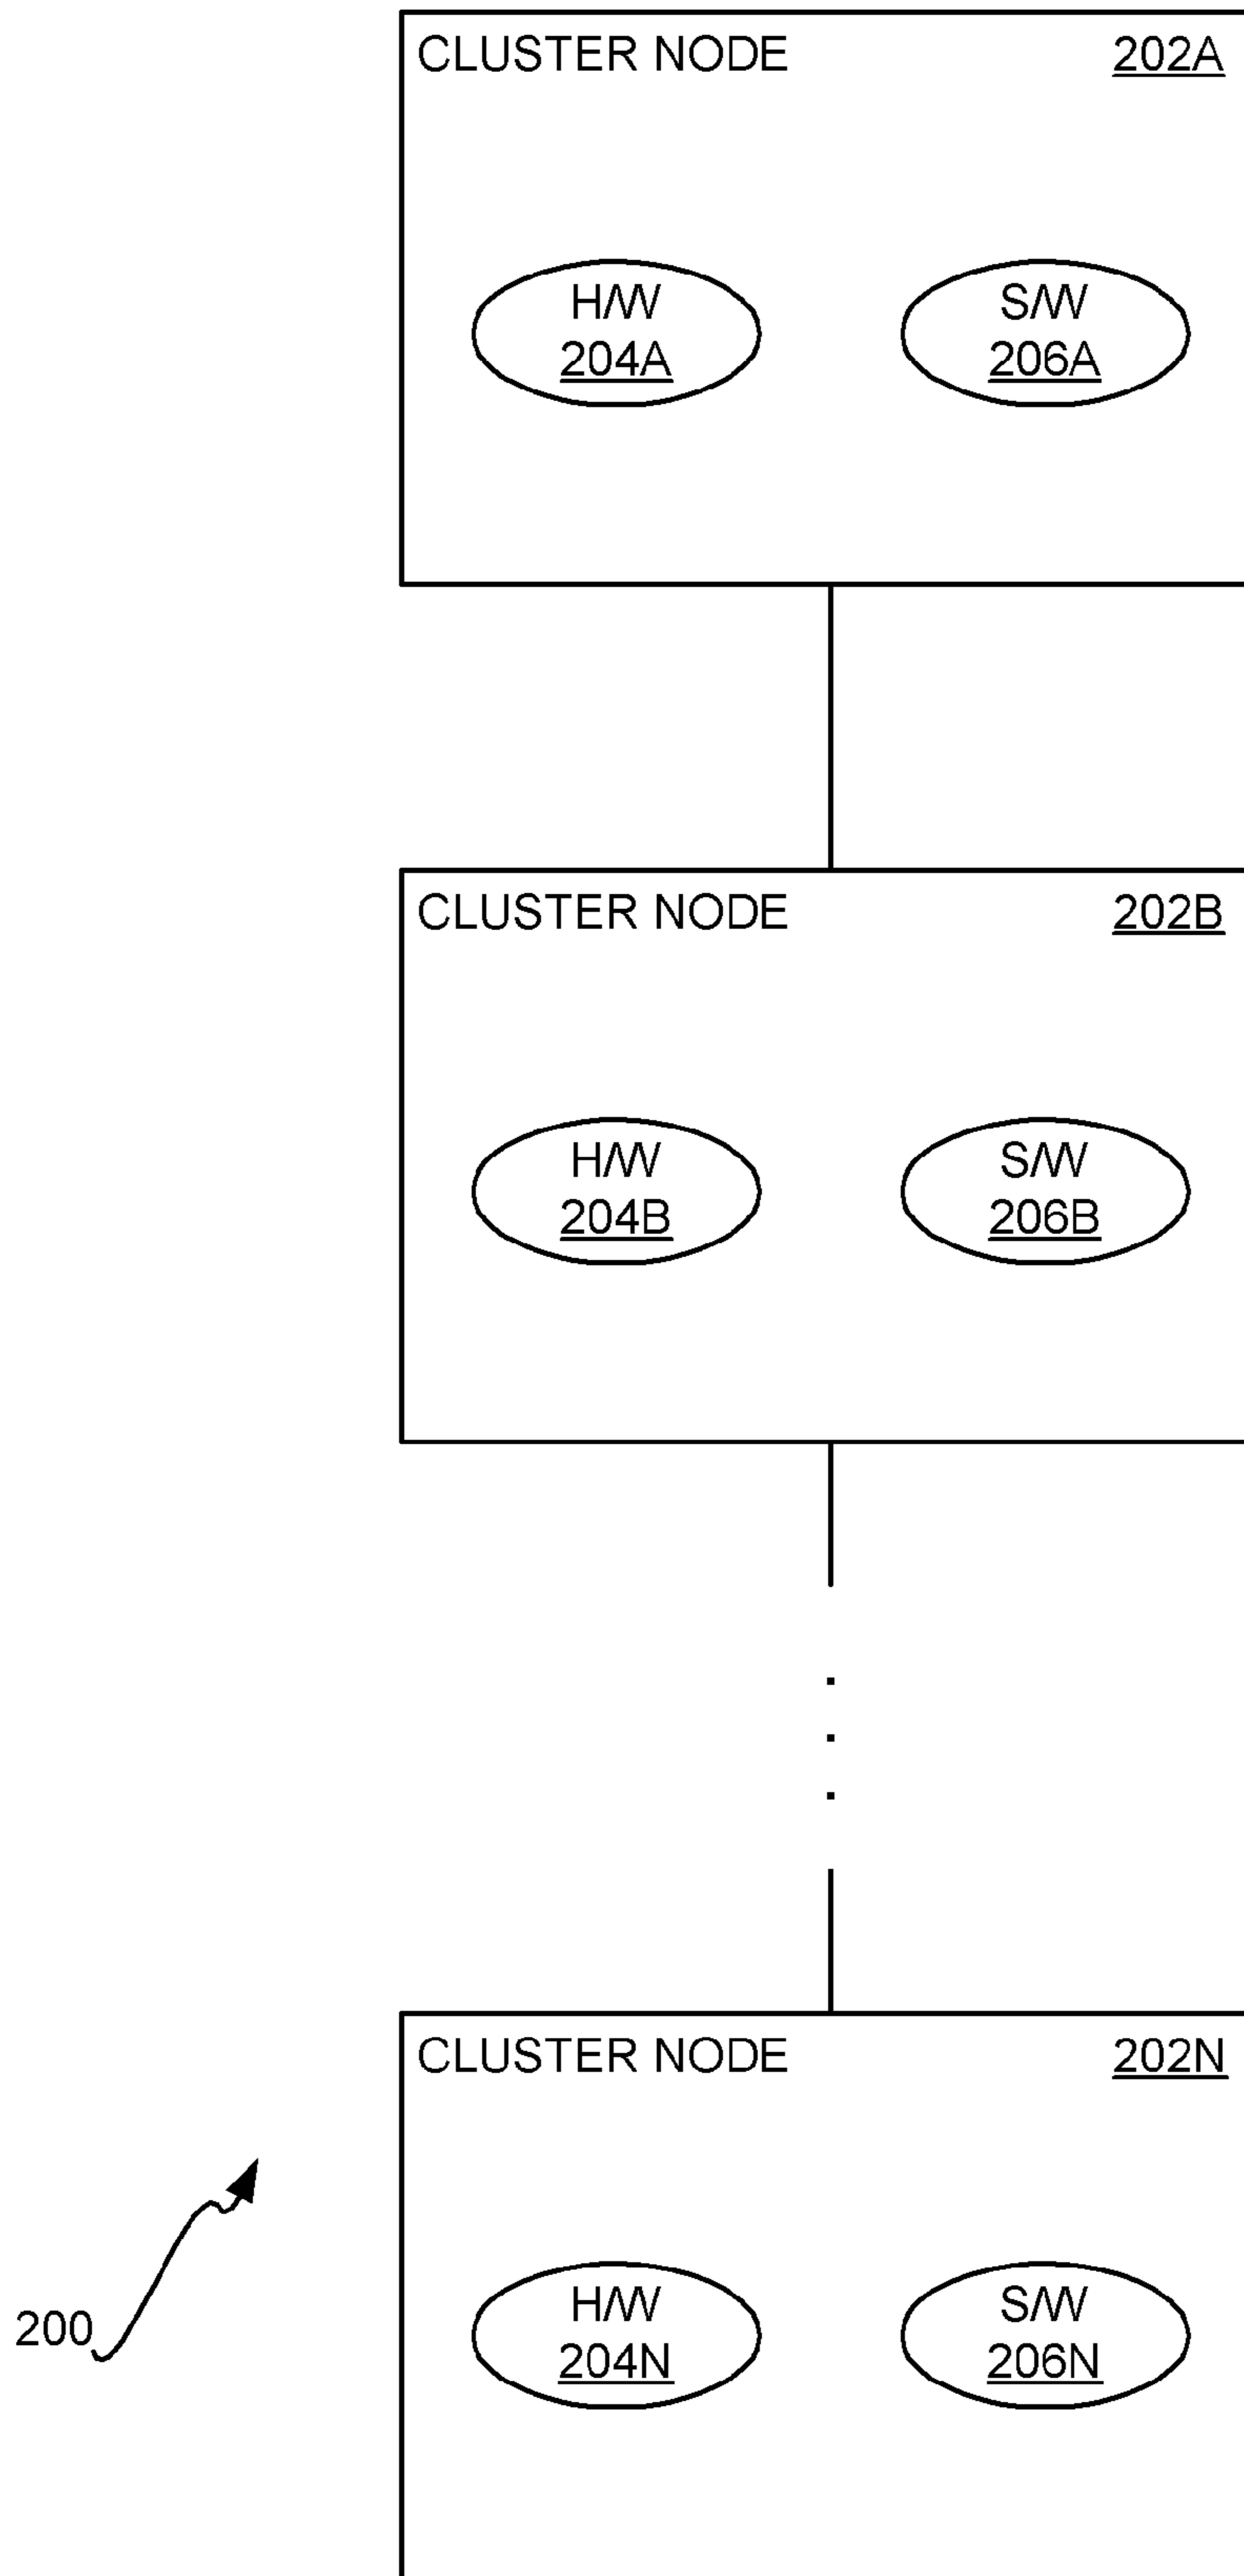 CLUSTER NODE 202A
H/W S/W
204A 206A
CLUSTER NODE 202B
H/W S/W
204B 206B
CLUSTER NODE 202N
200
H/W S/W
204N 206N